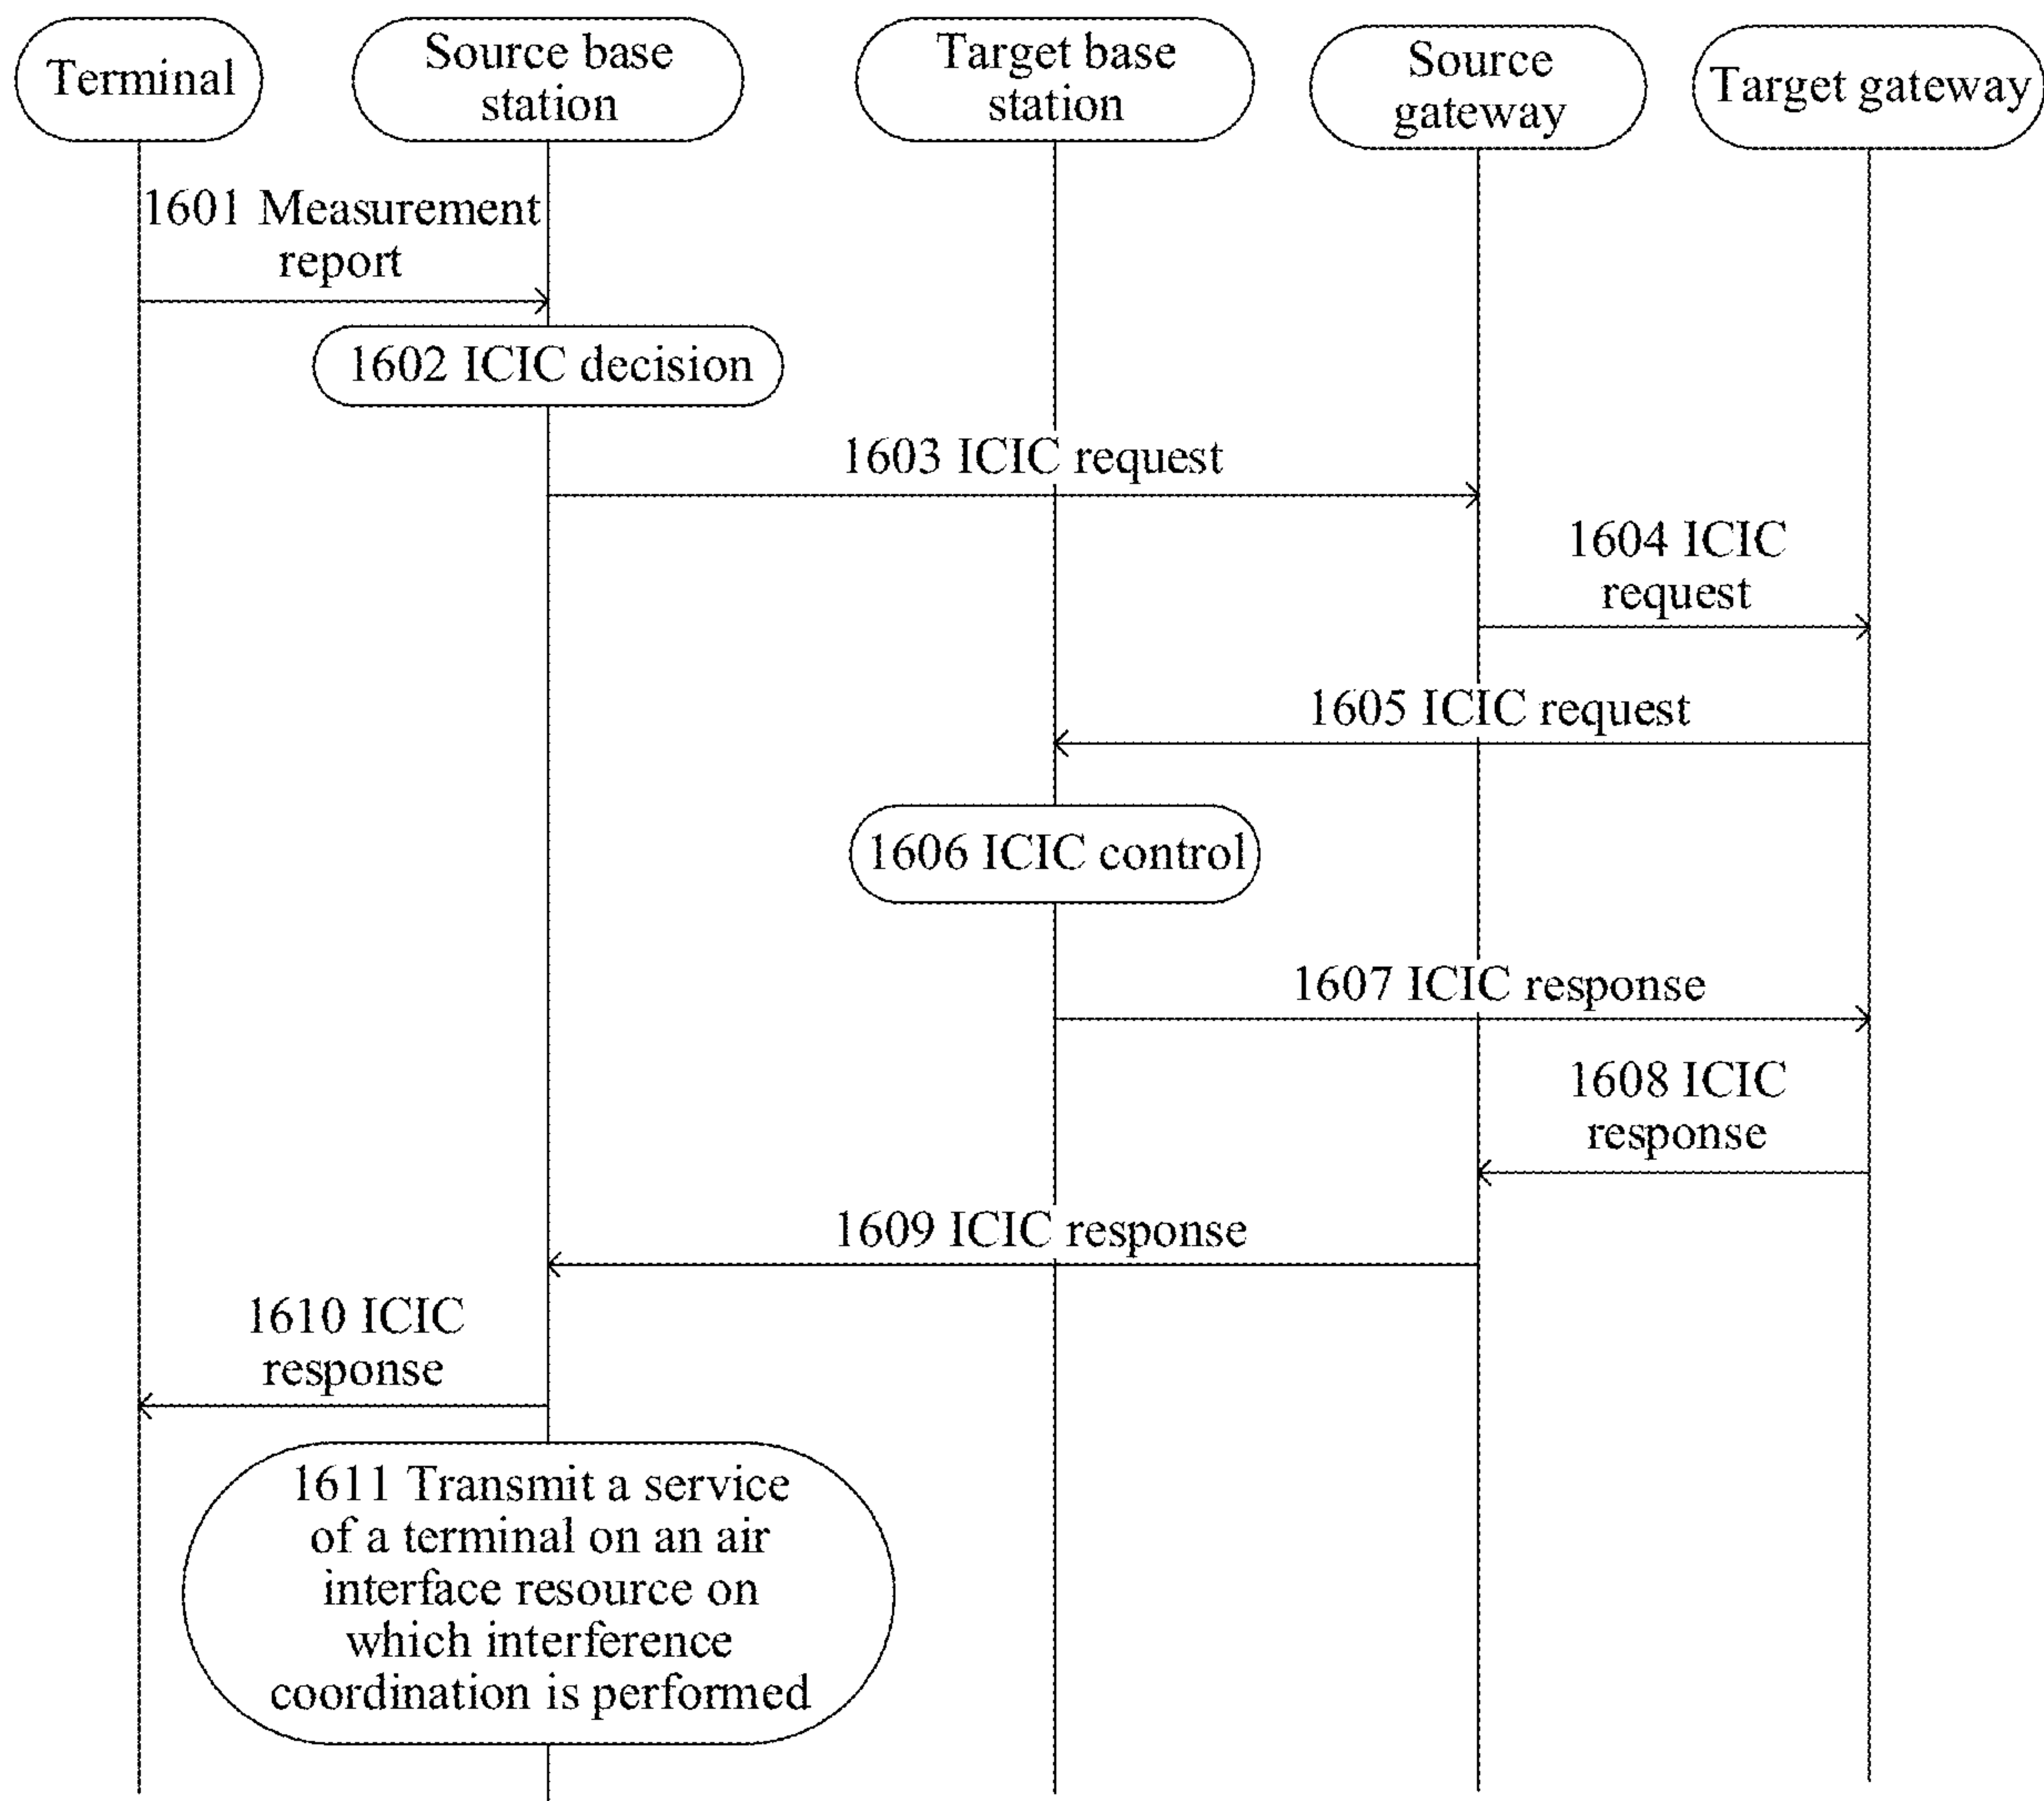 Terminal
Source base
station
Target base
station
Source
gateway
Target gateway
1601 Measurement
report
1602 ICIC decision
1603 ICIC request
1604 ICIC
request
1605 ICIC request
1606 ICIC control
1607 ICIC response
1608 ICIC
response
1609 ICIC response
1610 ICIC
response
1611 Transmit a service
of a terminal on an air
interface resource on
which interference
coordination is performed